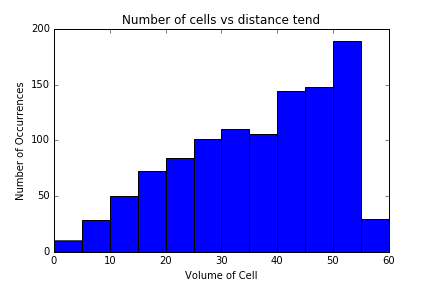 Number of cells vs distance tend
200
150
100
50
0
Number of Occurrences
0 10 20 30 40 50 60
Volume of Cell